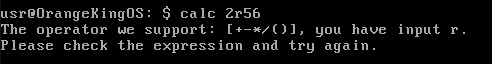 usr@OrangeKingOS: $ calc 2r56
The operator we support: [+-*/()], you have input r.
Please check the expression and try again.